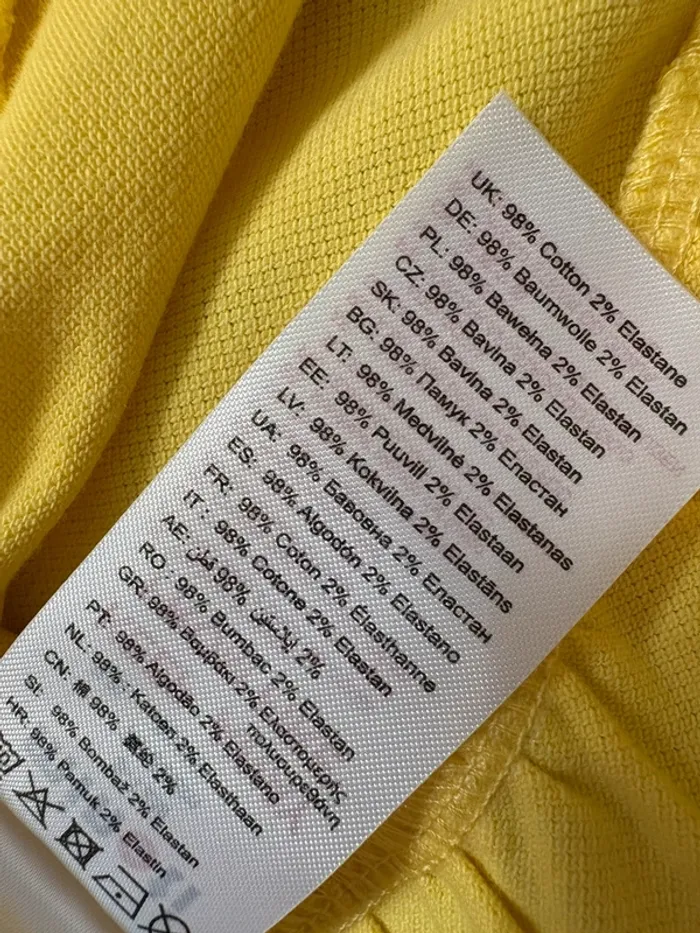 UK: 98% Cotton 2% Elastane
DE: 98% Baumwolle 2% Elastan
PL: 98% Bawełna 2% Elastan
CZ: 98% Bavlna 2% Elastan
SK: 98% Bavlna 2% Elastan
BG: 98% Памук 2% Еластан
LT: 98% Medvilnė 2% Elastanas
EE: 98% Puuvill 2% Elastaan
LV: 98% Kokvilna 2% Elastāns
UA: 98% Бавовна 2% Еластан
ES: 98% Algodón 2% Elastano
FR: 98% Coton 2% Élasthanne
IT: 98% Cotone 2% Elastan
AE: قطن 98% إيلاستين 2%
RO: 98% Bumbac 2% Elastan
GR: 98% Βαμβάκι 2% Ελαστομερής
πολυουρεθάνη
PT: 98% Algodão 2% Elastano
NL: 98% : Katoen 2% Elasthaan
CN: 棉 98% 氨纶 2%
SI: 98% Bombaž 2% Elastan
HR: 98% Pamuk 2% Elastin